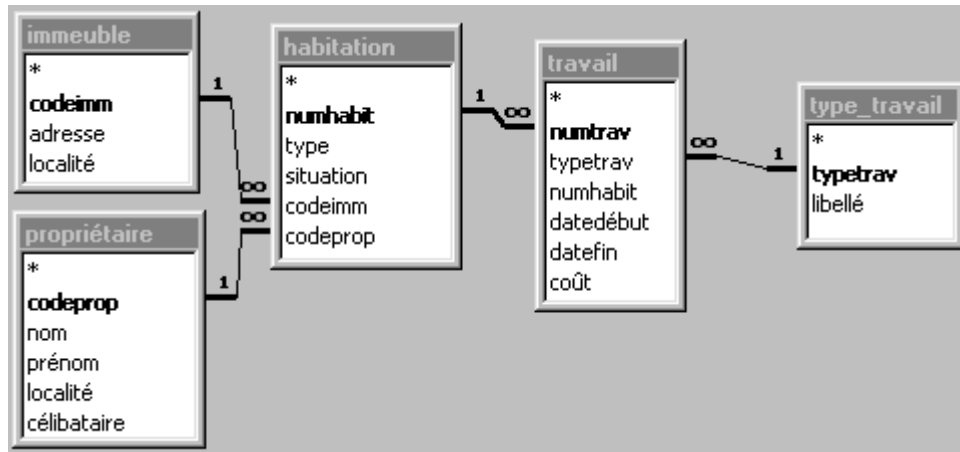 immeuble
*
codeimm
adresse
localité
propriétaire
*
codeprop
nom
prénom
localité
célibataire
habitation
*
numhabit
type
situation
codeimm
codeprop
travail
*
numtrav
typetrav
numhabit
datedébut
datefin
coût
type_travail
*
typetrav
libellé
1
∞
1
∞
1
∞
∞
1